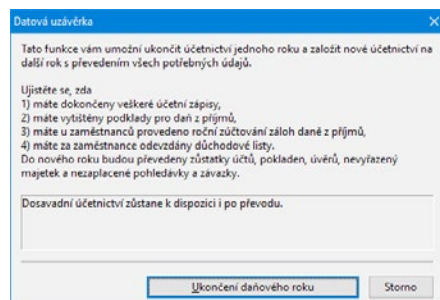 Datová uzávěrka
Tato funkce vám umožní ukončit účetnictví jednoho roku a založit nové účetnictví na
další rok s převedením všech potřebných údajů.
Ujistěte se, zda
1) máte dokončeny veškeré účetní zápisy,
2) máte vytištěny podklady pro daň z příjmů,
3) máte u zaměstnanců provedeno roční zúčtování záloh daně z příjmů,
4) máte za zaměstnance odevzdány důchodové listy.
Do nového roku budou převedeny zůstatky účtů, pokladen, úvěrů, nevyřazený
majetek a nezaplacené pohledávky a závazky.
Dosavadní účetnictví zůstane k dispozici i po převodu.
Ukončení daňového roku
Storno